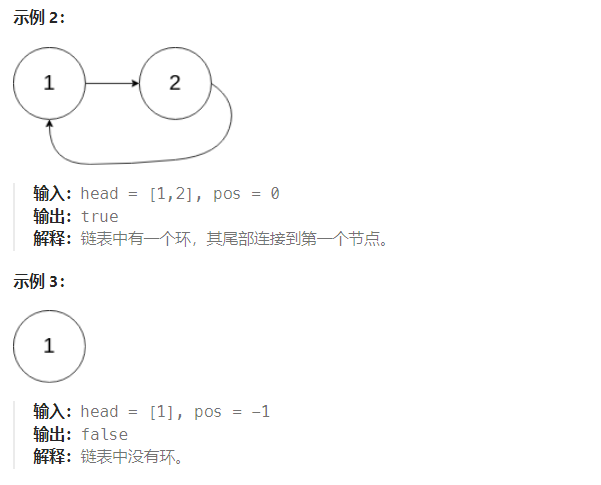 示例 2：
1
2
输入：head = [1,2], pos = 0
输出：true
解释：链表中有一个环，其尾部连接到第一个节点。
示例 3：
1
输入：head = [1], pos = -1
输出：false
解释：链表中没有环。